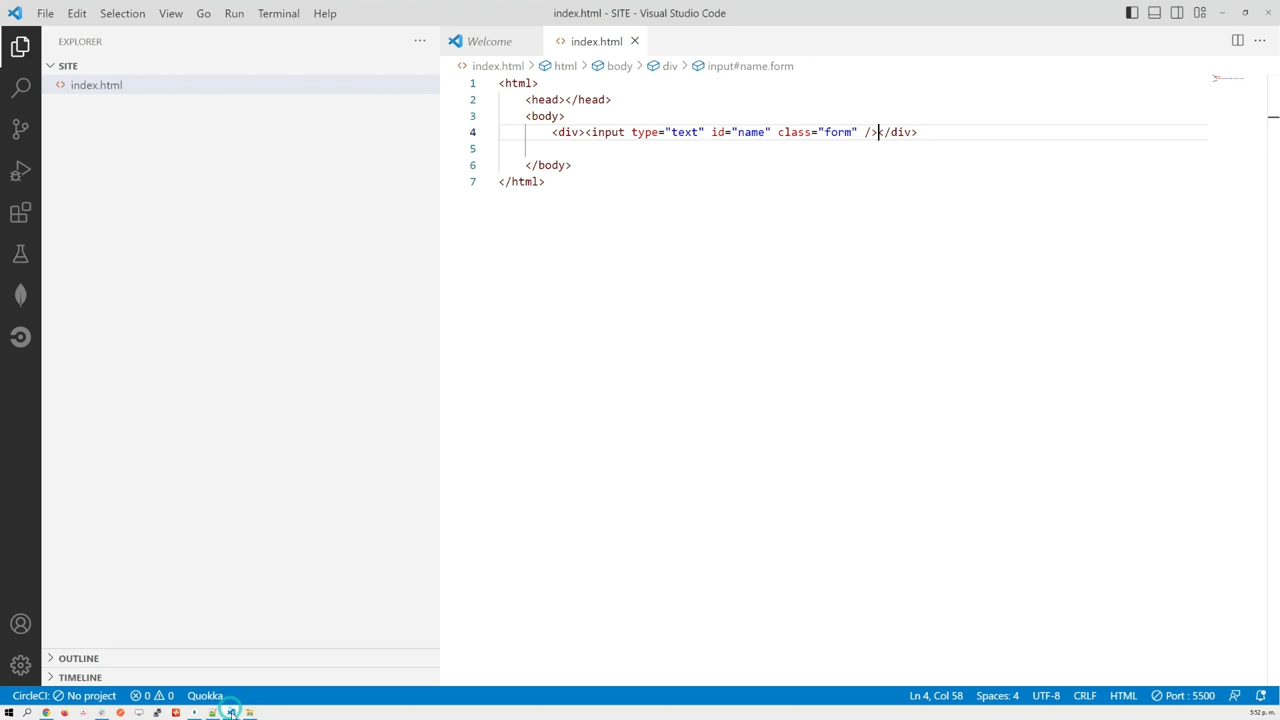 File Edit Selection View Go Run Terminal Help
index.html - SITE - Visual Studio Code
EXPLORER
SITE
index.html
OUTLINE
TIMELINE
Welcome
index.html
index.html > html > body > div > input#name.form
1 <html>
2 <head></head>
3 <body>
4 <div><input type="text" id="name" class="form" /></div>
5
6 </body>
7 </html>
CircleCI: No project 0 0 Quokka Ln 4, Col 58 Spaces: 4 UTF-8 CRLF HTML Port : 5500
5:52 p. m.